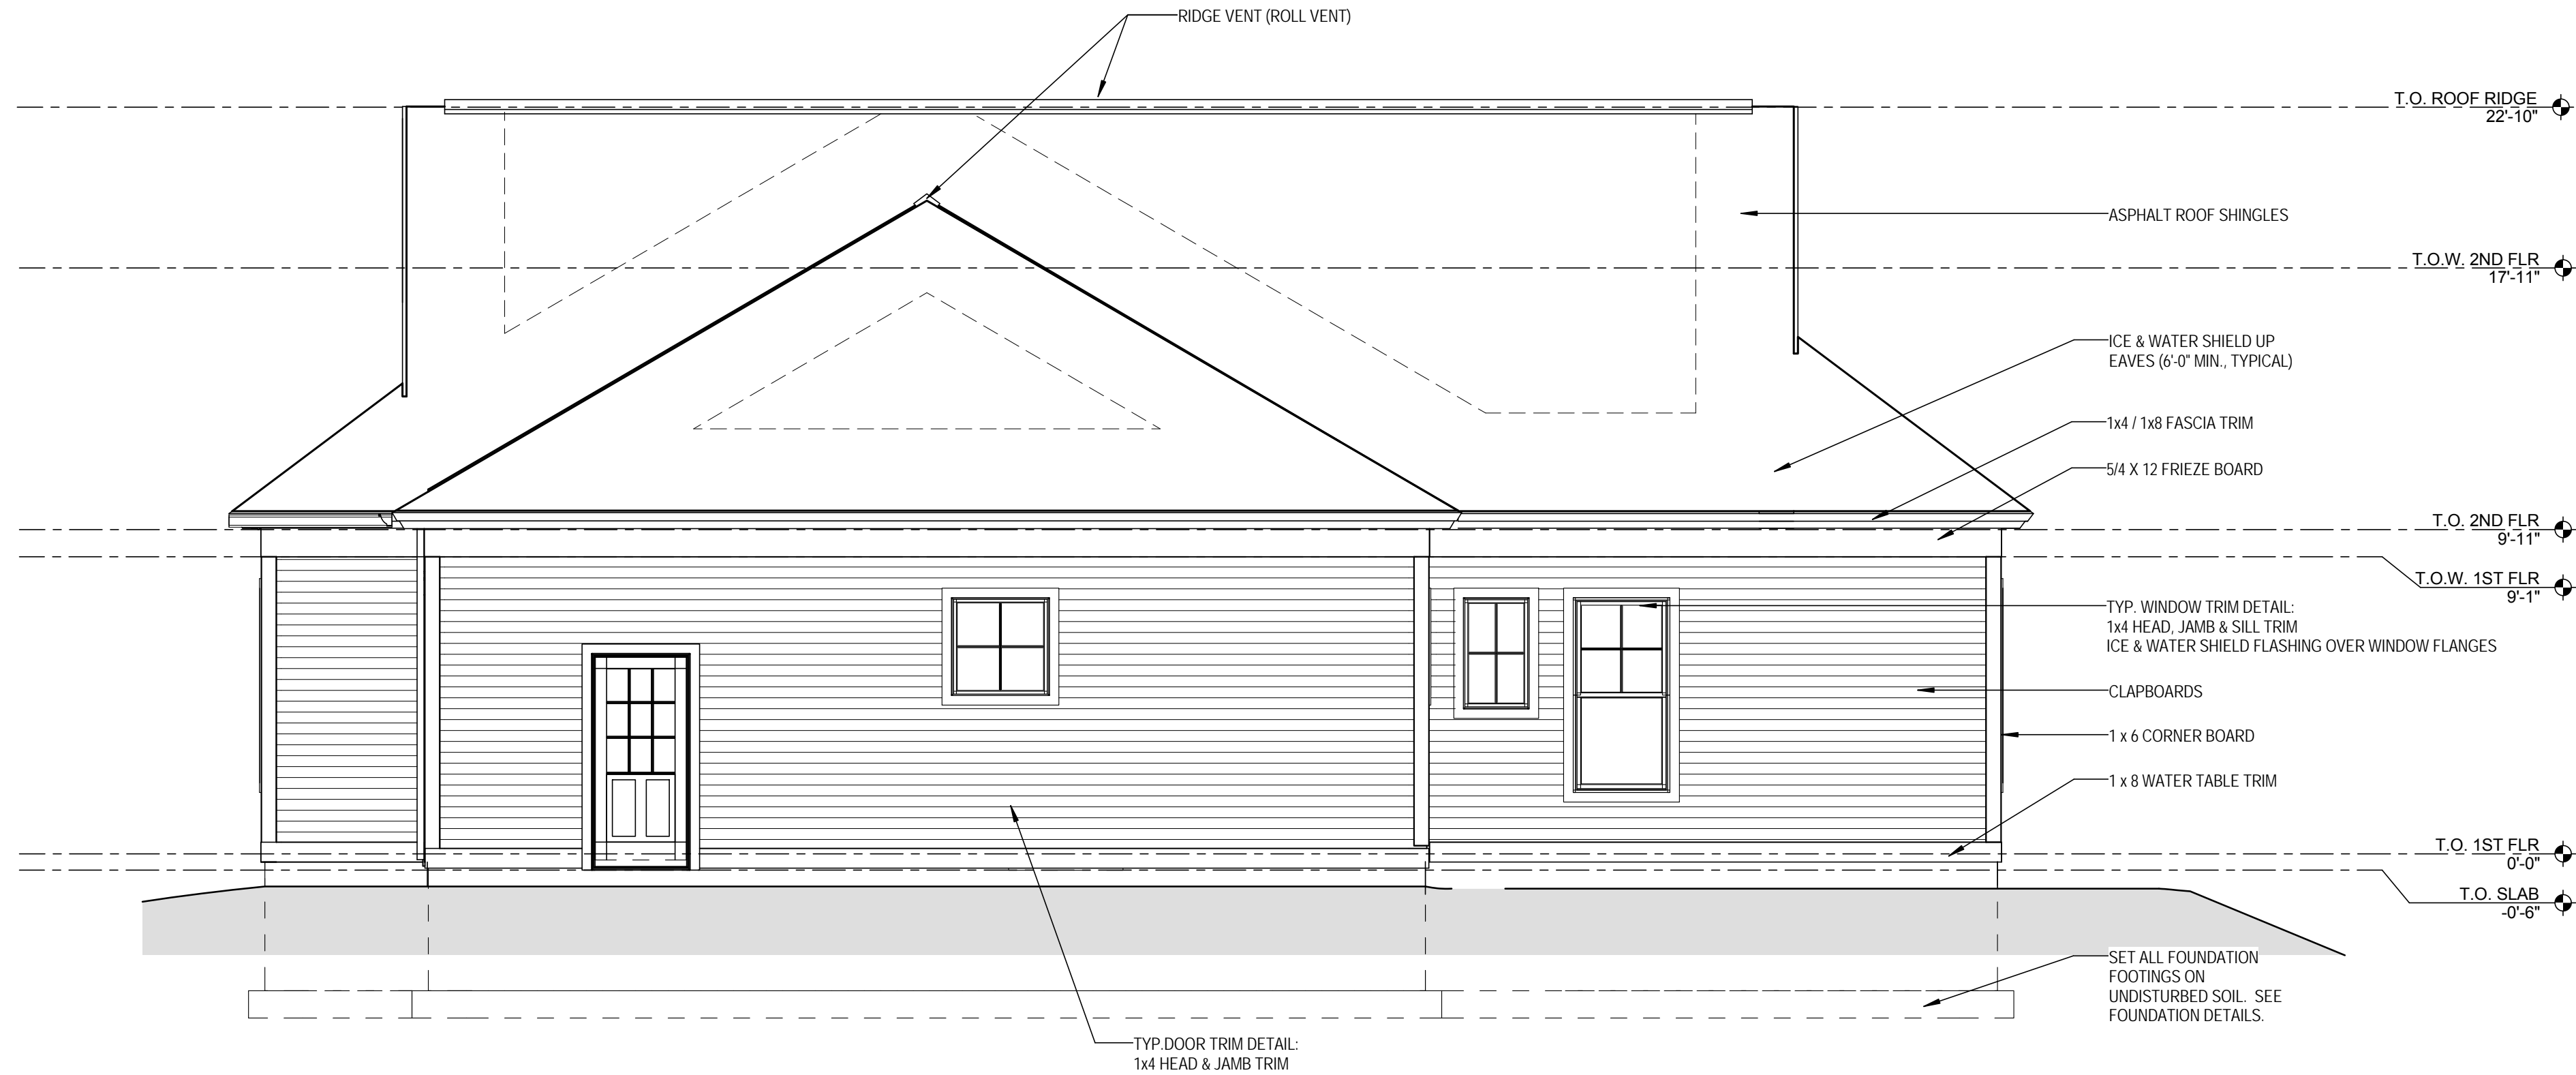 RIDGE VENT (ROLL VENT)
T.O. ROOF RIDGE
22'-10"
ASPHALT ROOF SHINGLES
T.O.W. 2ND FLR
17'-11"
ICE & WATER SHIELD UP
EAVES (6'-0" MIN., TYPICAL)
1x4 / 1x8 FASCIA TRIM
5/4 X 12 FRIEZE BOARD
T.O. 2ND FLR
9'-11"
T.O.W. 1ST FLR
9'-1"
TYP. WINDOW TRIM DETAIL:
1x4 HEAD, JAMB & SILL TRIM
ICE & WATER SHIELD FLASHING OVER WINDOW FLANGES
CLAPBOARDS
1 x 6 CORNER BOARD
1 x 8 WATER TABLE TRIM
T.O. 1ST FLR
0'-0"
T.O. SLAB
-0'-6"
SET ALL FOUNDATION
FOOTINGS ON
UNDISTURBED SOIL. SEE
FOUNDATION DETAILS.
TYP.DOOR TRIM DETAIL:
1x4 HEAD & JAMB TRIM